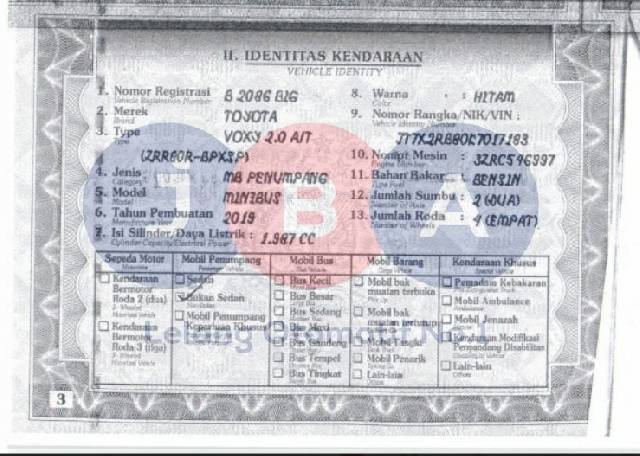 II. IDENTITAS KENDARAAN
VEHICLE IDENTITY
1. Nomor Registrasi : B 2086 BIG
Vehicle Registration Number
2. Merek TOYOTA
Brand
3. Type VOXY 2.0 A/T
Type
(ZRR80R-BPXSP)
4. Jenis : MB PENUMPANG
Category
5. Model MINIBUS
Model
6. Tahun Pembuatan 2019
Manufacture Year
7. Isi Silinder/Daya Listrik : 1.987 CC
Cylinder Capacity/Electrical Power
8. Warna : HITAM
Color
9. Nomor Rangka/NIK/VIN :
Vehicle Identity Number
10. Nomor Mesin : 3ZRC596997
Engine Number
11. Bahan Bakar : BENSIN
Type Fuel
12. Jumlah Sumbu : 2 (DUA)
Number of Axle
13. Jumlah Roda : 4 (EMPAT)
Number of Wheels
Sepeda Motor
Motorcycle
Kendaraan Bermotor Roda 2 (dua)
Kendaraan Bermotor Roda 3 (tiga)
Mobil Penumpang
Sedan
Bukan Sedan
Mobil Penumpang Keperluan Khusus
Mobil Bus
Bus Kecil
Bus Besar
Bus Sedang
Bus Maxi
Bus Gandeng
Bus Tempel
Bus Tingkat
Mobil Barang
Mobil bak muatan terbuka
Mobil bak muatan tertutup
Mobil Tangki
Mobil Penarik
Lain-lain
Kendaraan Khusus
Pemadam Kebakaran
Mobil Ambulance
Mobil Jenazah
Kendaraan Modifikasi Penyandang Disabilitas
Lain-lain
Others
3
JBA
Lelang Otomotif No.1